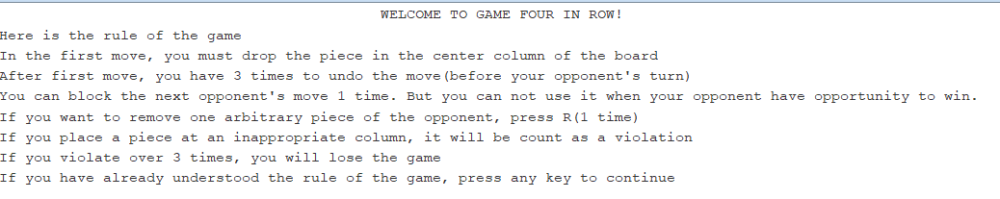 WELCOME TO GAME FOUR IN ROW!
Here is the rule of the game
In the first move, you must drop the piece in the center column of the board
After first move, you have 3 times to undo the move(before your opponent's turn)
You can block the next opponent's move 1 time. But you can not use it when your opponent have opportunity to win.
If you want to remove one arbitrary piece of the opponent, press R(1 time)
If you place a piece at an inappropriate column, it will be count as a violation
If you violate over 3 times, you will lose the game
If you have already understood the rule of the game, press any key to continue